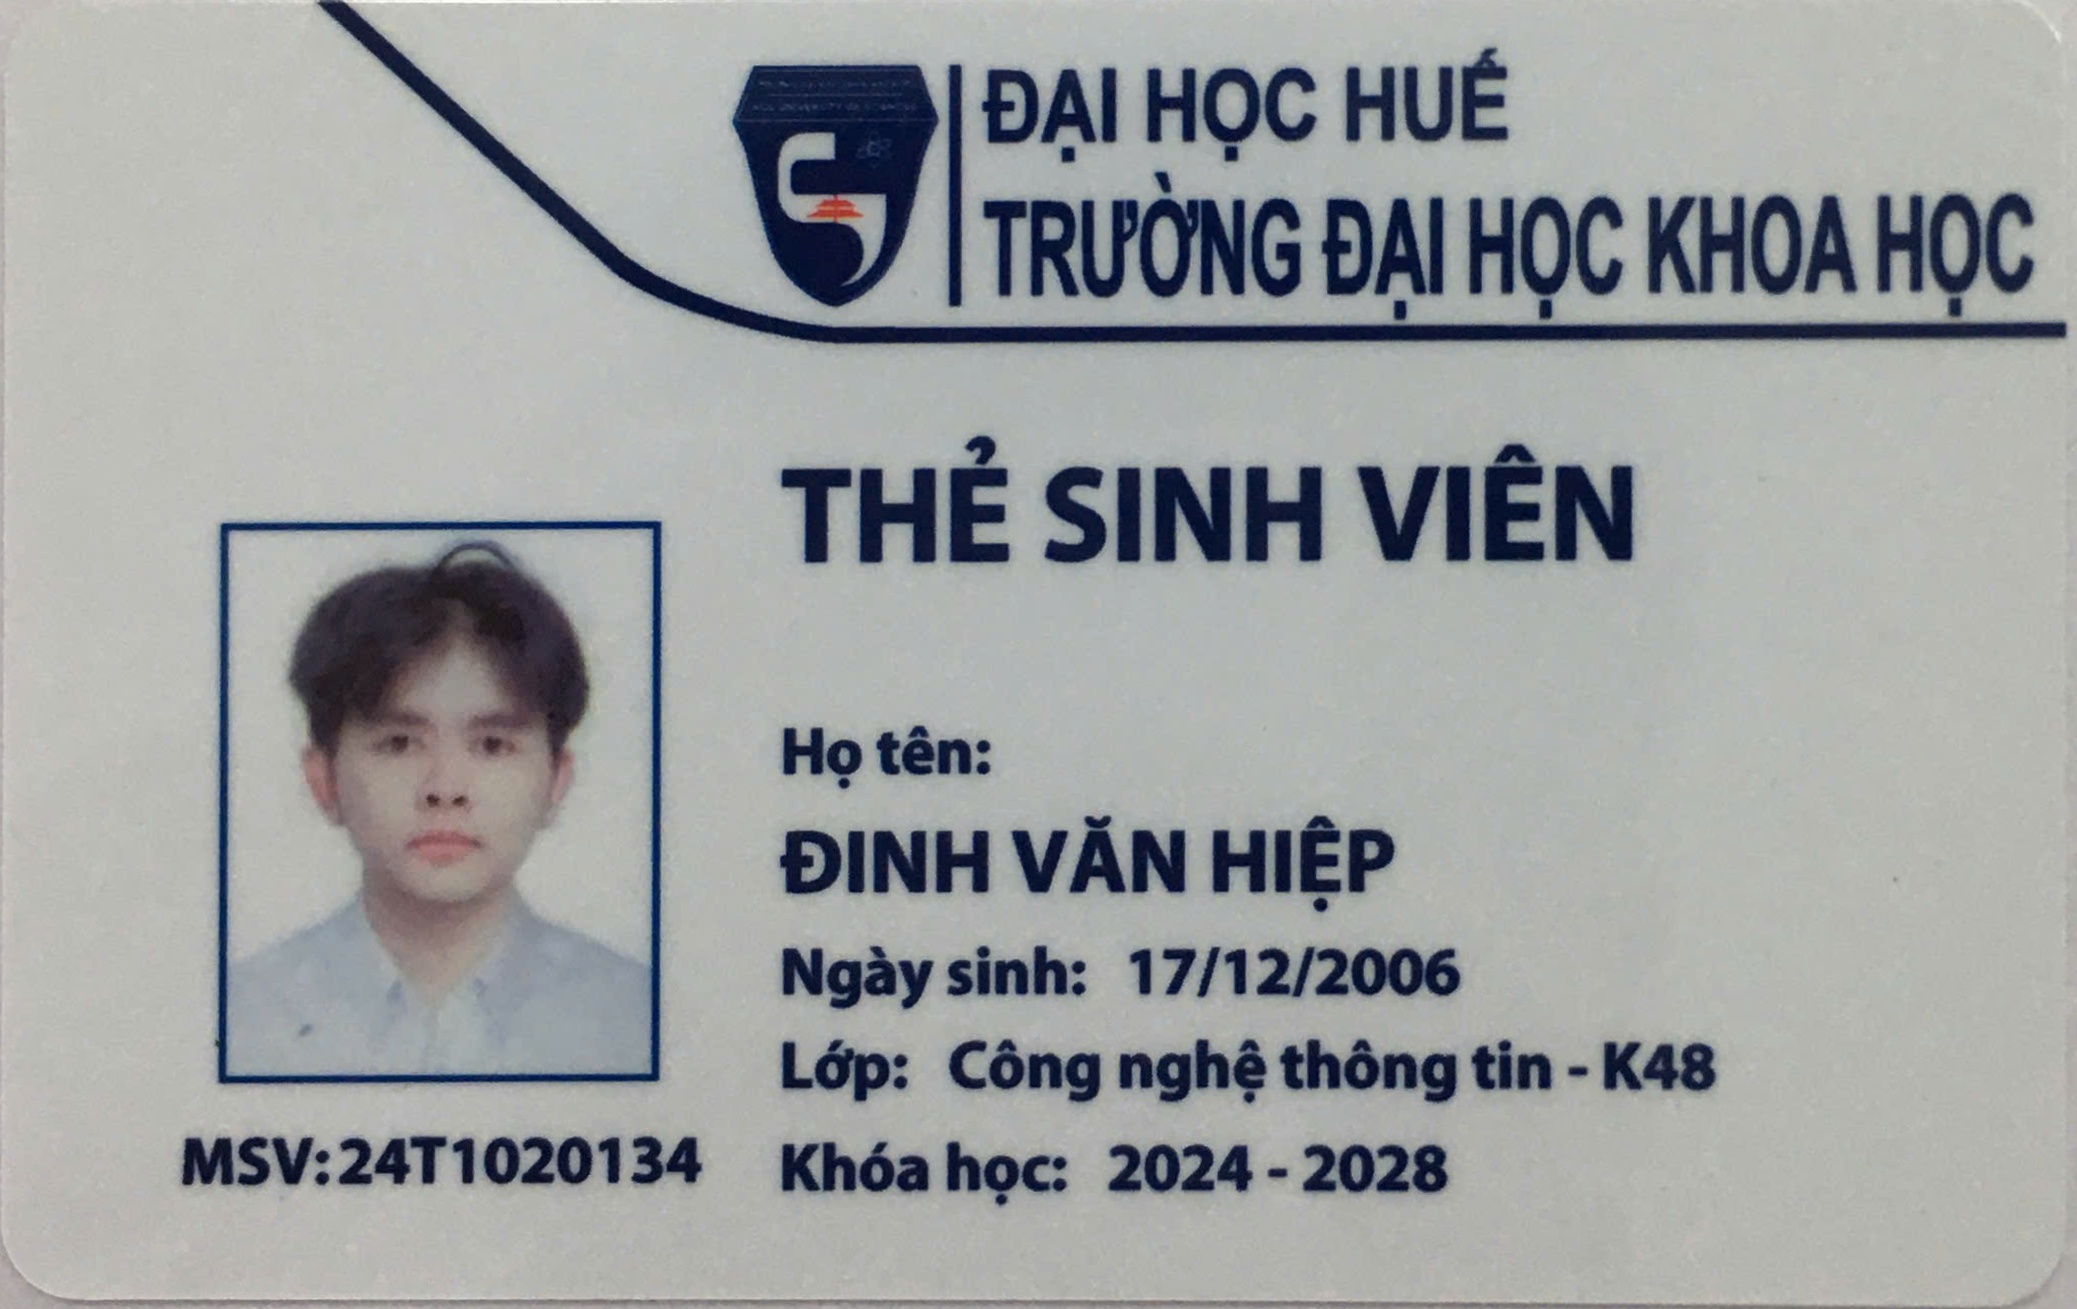 ĐẠI HỌC HUẾ
TRƯỜNG ĐẠI HỌC KHOA HỌC
THẺ SINH VIÊN
Họ tên:
ĐINH VĂN HIỆP
Ngày sinh: 17/12/2006
Lớp: Công nghệ thông tin - K48
Khóa học: 2024 - 2028
MSV:24T1020134